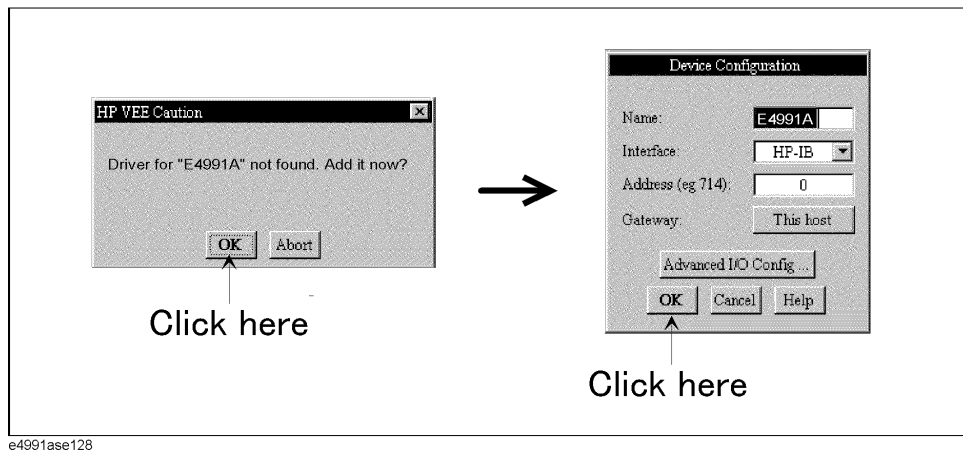 HP VEE Caution
Driver for "E4991A" not found. Add it now?
OK Abort
Click here
Device Configuration
Name: E4991A
Interface: HP-IB
Address (eg 714): 0
Gateway: This host
Advanced I/O Config ...
OK Cancel Help
Click here
e4991ase128